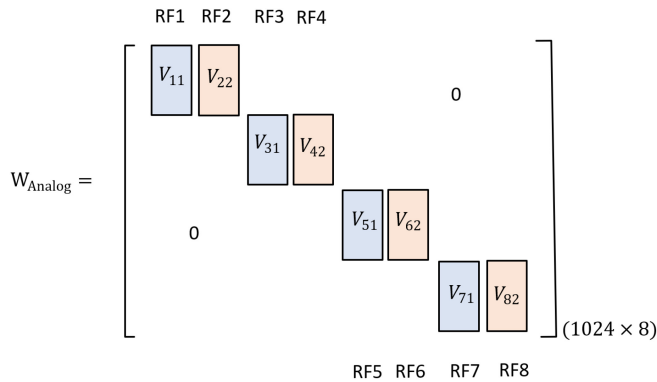 RF1 RF2 RF3 RF4
V₁₁ V₂₂
0
V₃₁ V₄₂
W_Analog =
V₅₁ V₆₂
0
V₇₁ V₈₂
(1024 × 8)
RF5 RF6 RF7 RF8